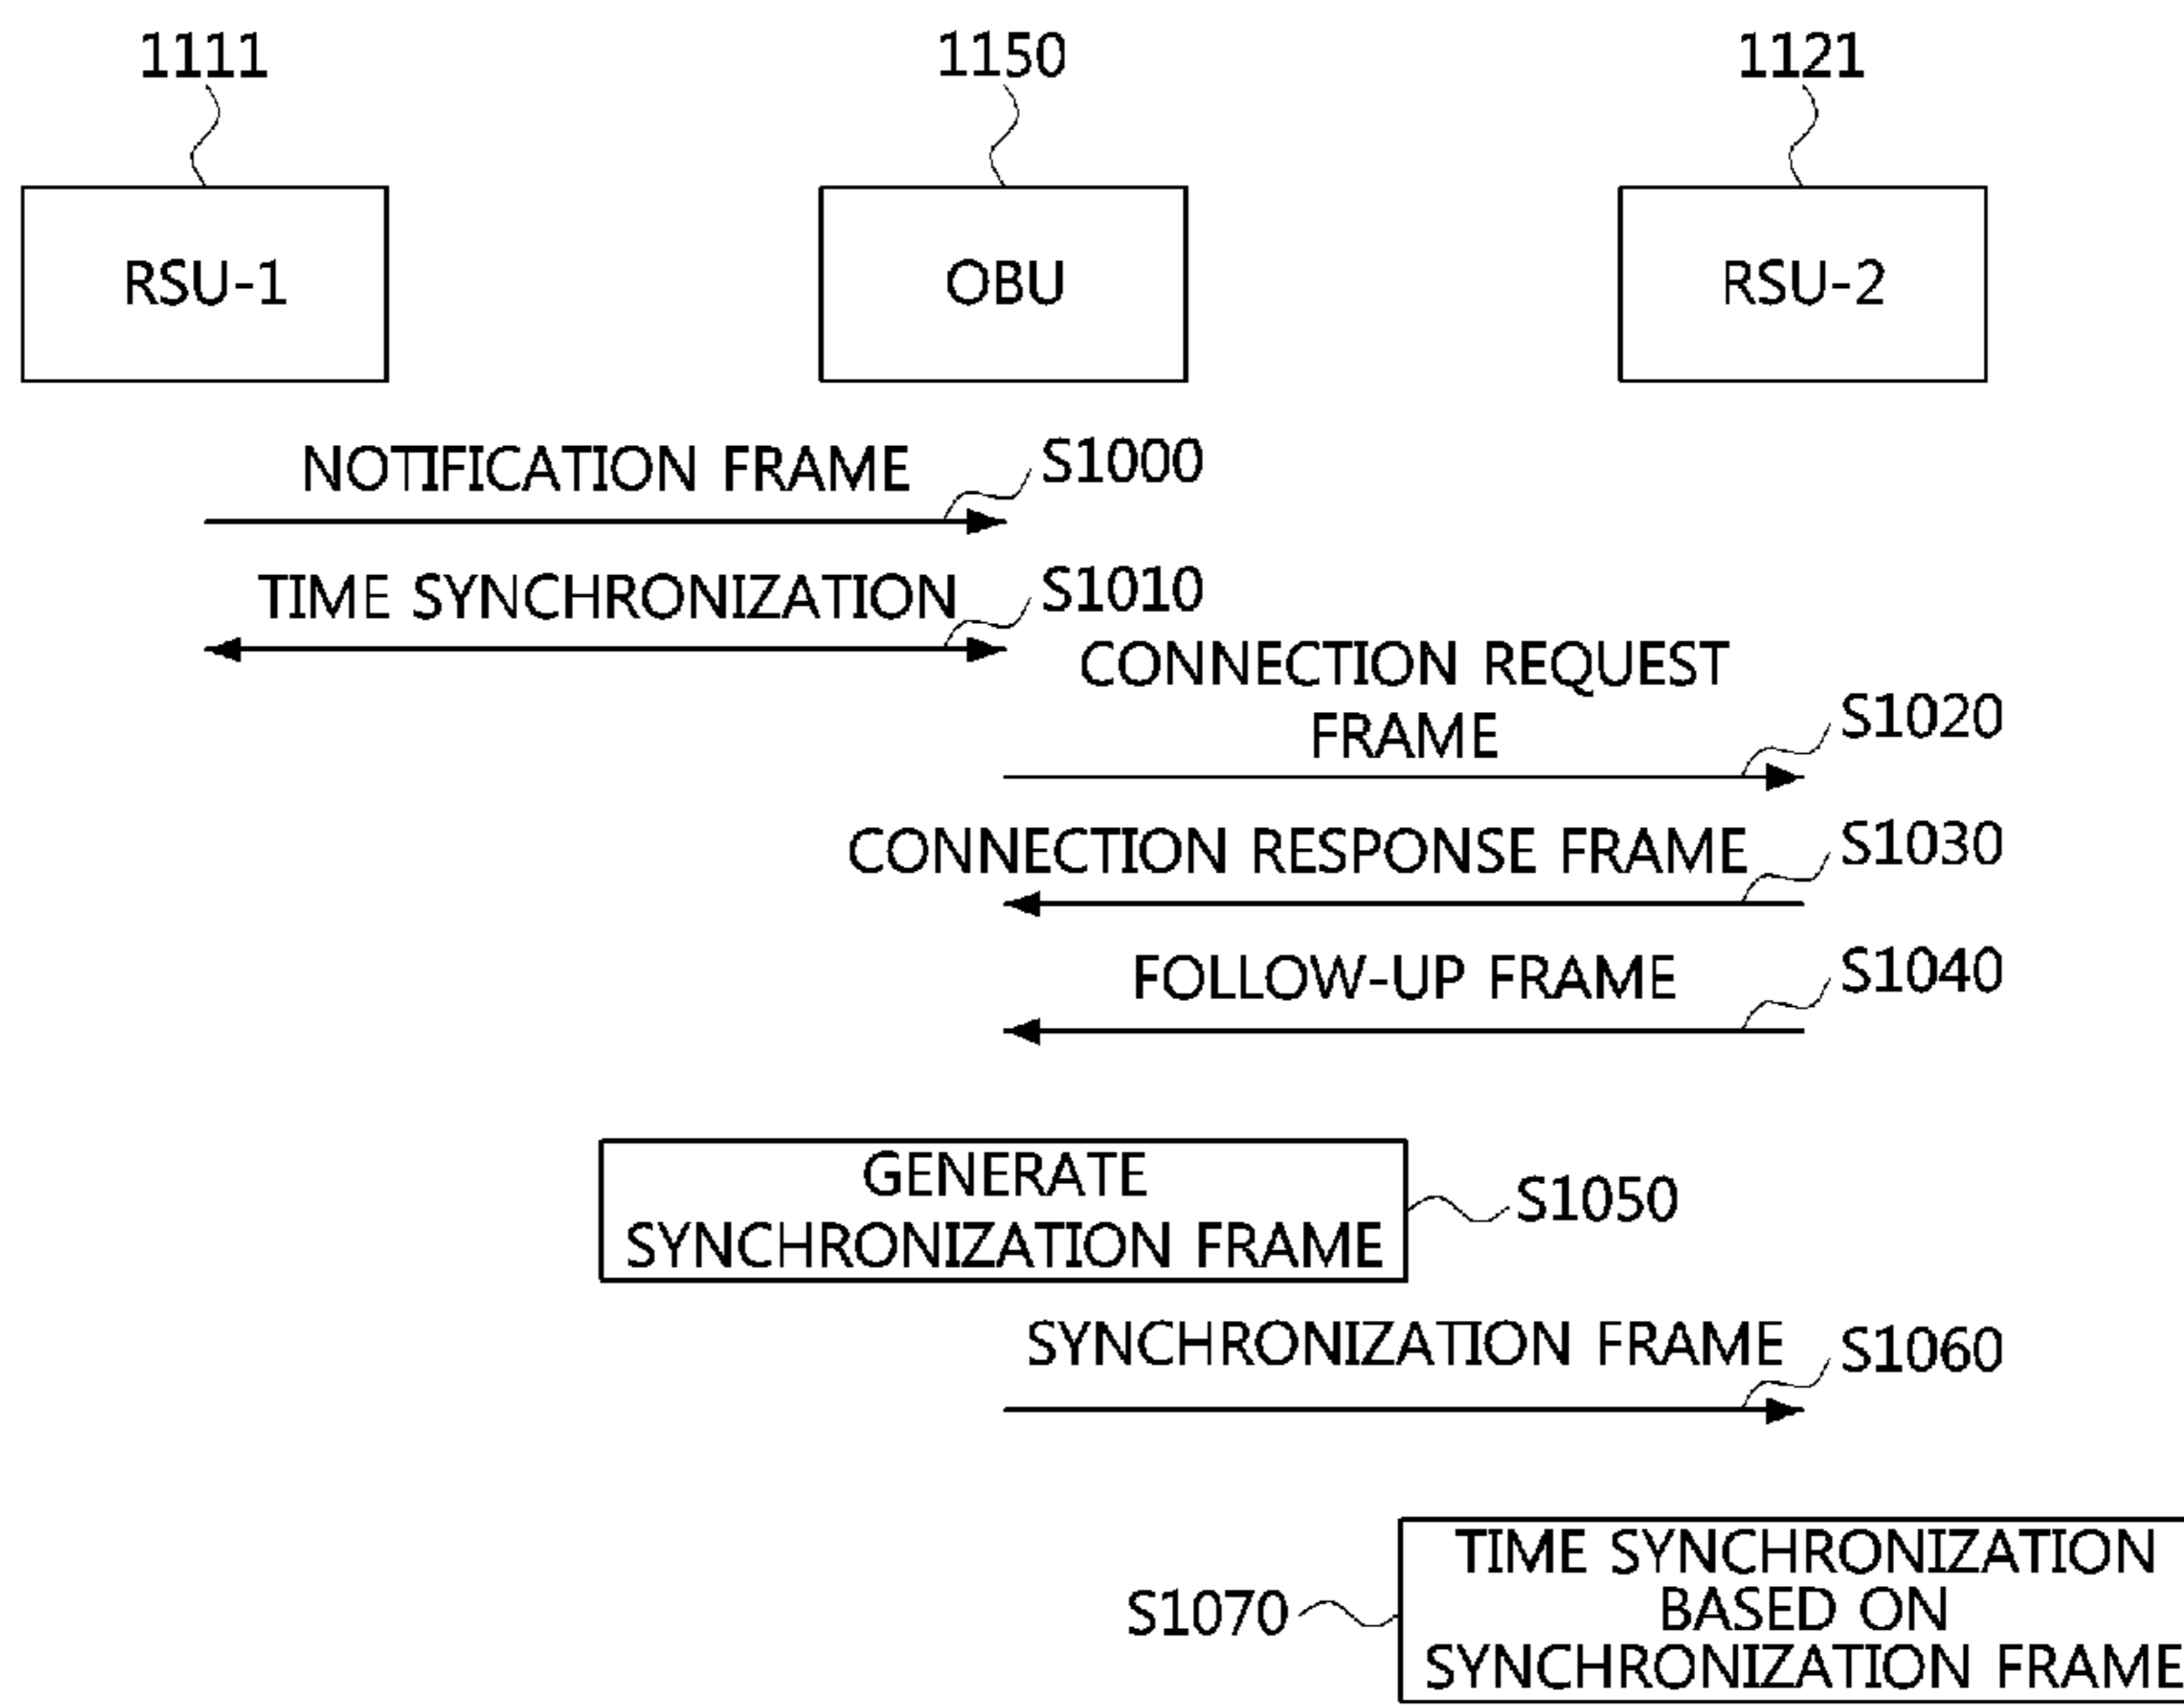 1111
1150
1121
RSU-1
OBU
RSU-2
NOTIFICATION FRAME
S1000
TIME SYNCHRONIZATION
S1010
CONNECTION REQUEST
FRAME
S1020
CONNECTION RESPONSE FRAME
S1030
FOLLOW-UP FRAME
S1040
GENERATE
SYNCHRONIZATION FRAME
S1050
SYNCHRONIZATION FRAME
S1060
S1070
TIME SYNCHRONIZATION
BASED ON
SYNCHRONIZATION FRAME